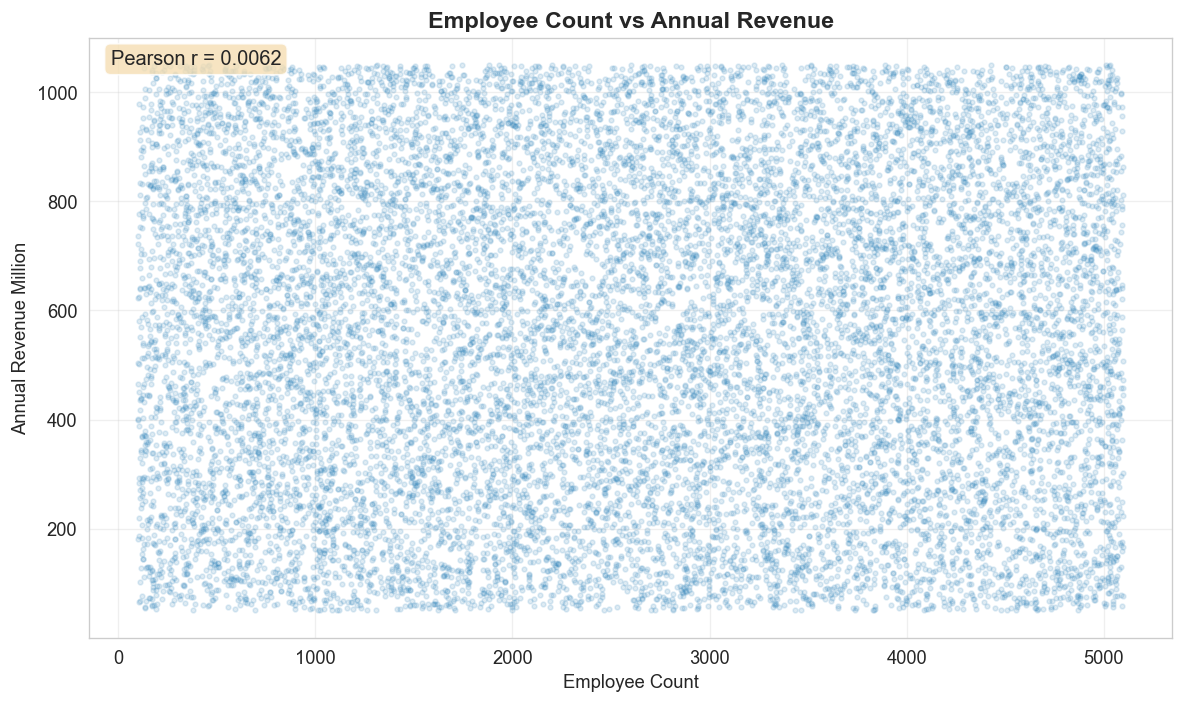 Employee Count vs Annual Revenue
Pearson r = 0.0062
1000
800
600
400
200
Annual Revenue Million
0 1000 2000 3000 4000 5000
Employee Count